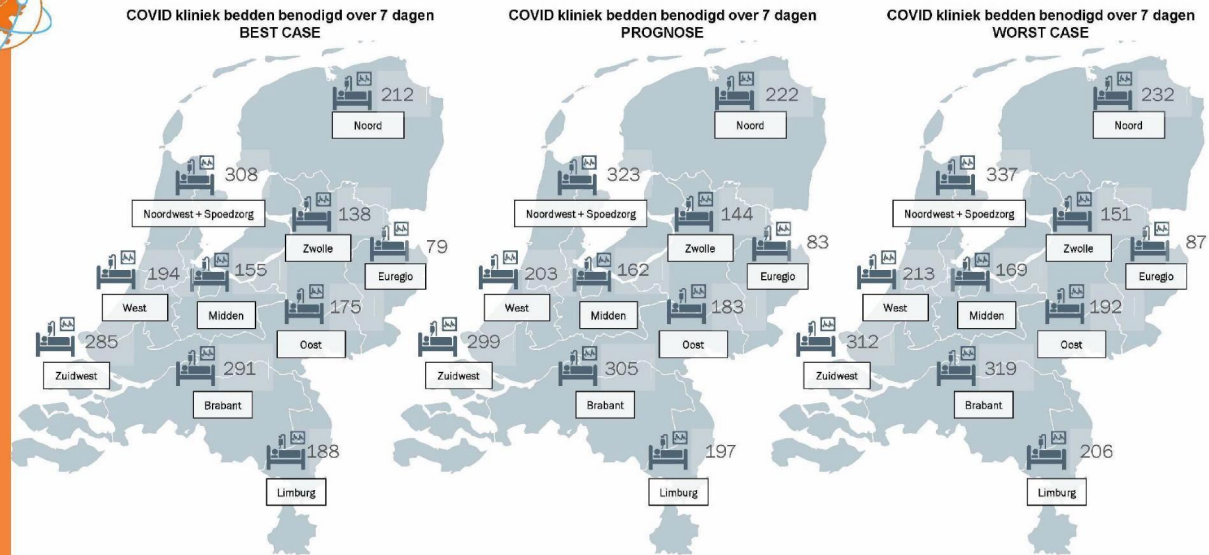 COVID kliniek bedden benodigd over 7 dagen
BEST CASE
212
Noord
308
Noordwest + Spoedzorg
138
Zwolle
79
Euregio
194
West
155
Midden
175
Oost
285
Zuidwest
291
Brabant
188
Limburg
COVID kliniek bedden benodigd over 7 dagen
PROGNOSE
222
Noord
323
Noordwest + Spoedzorg
144
Zwolle
83
Euregio
203
West
162
Midden
183
Oost
299
Zuidwest
305
Brabant
197
Limburg
COVID kliniek bedden benodigd over 7 dagen
WORST CASE
232
Noord
337
Noordwest + Spoedzorg
151
Zwolle
87
Euregio
213
West
169
Midden
192
Oost
312
Zuidwest
319
Brabant
206
Limburg